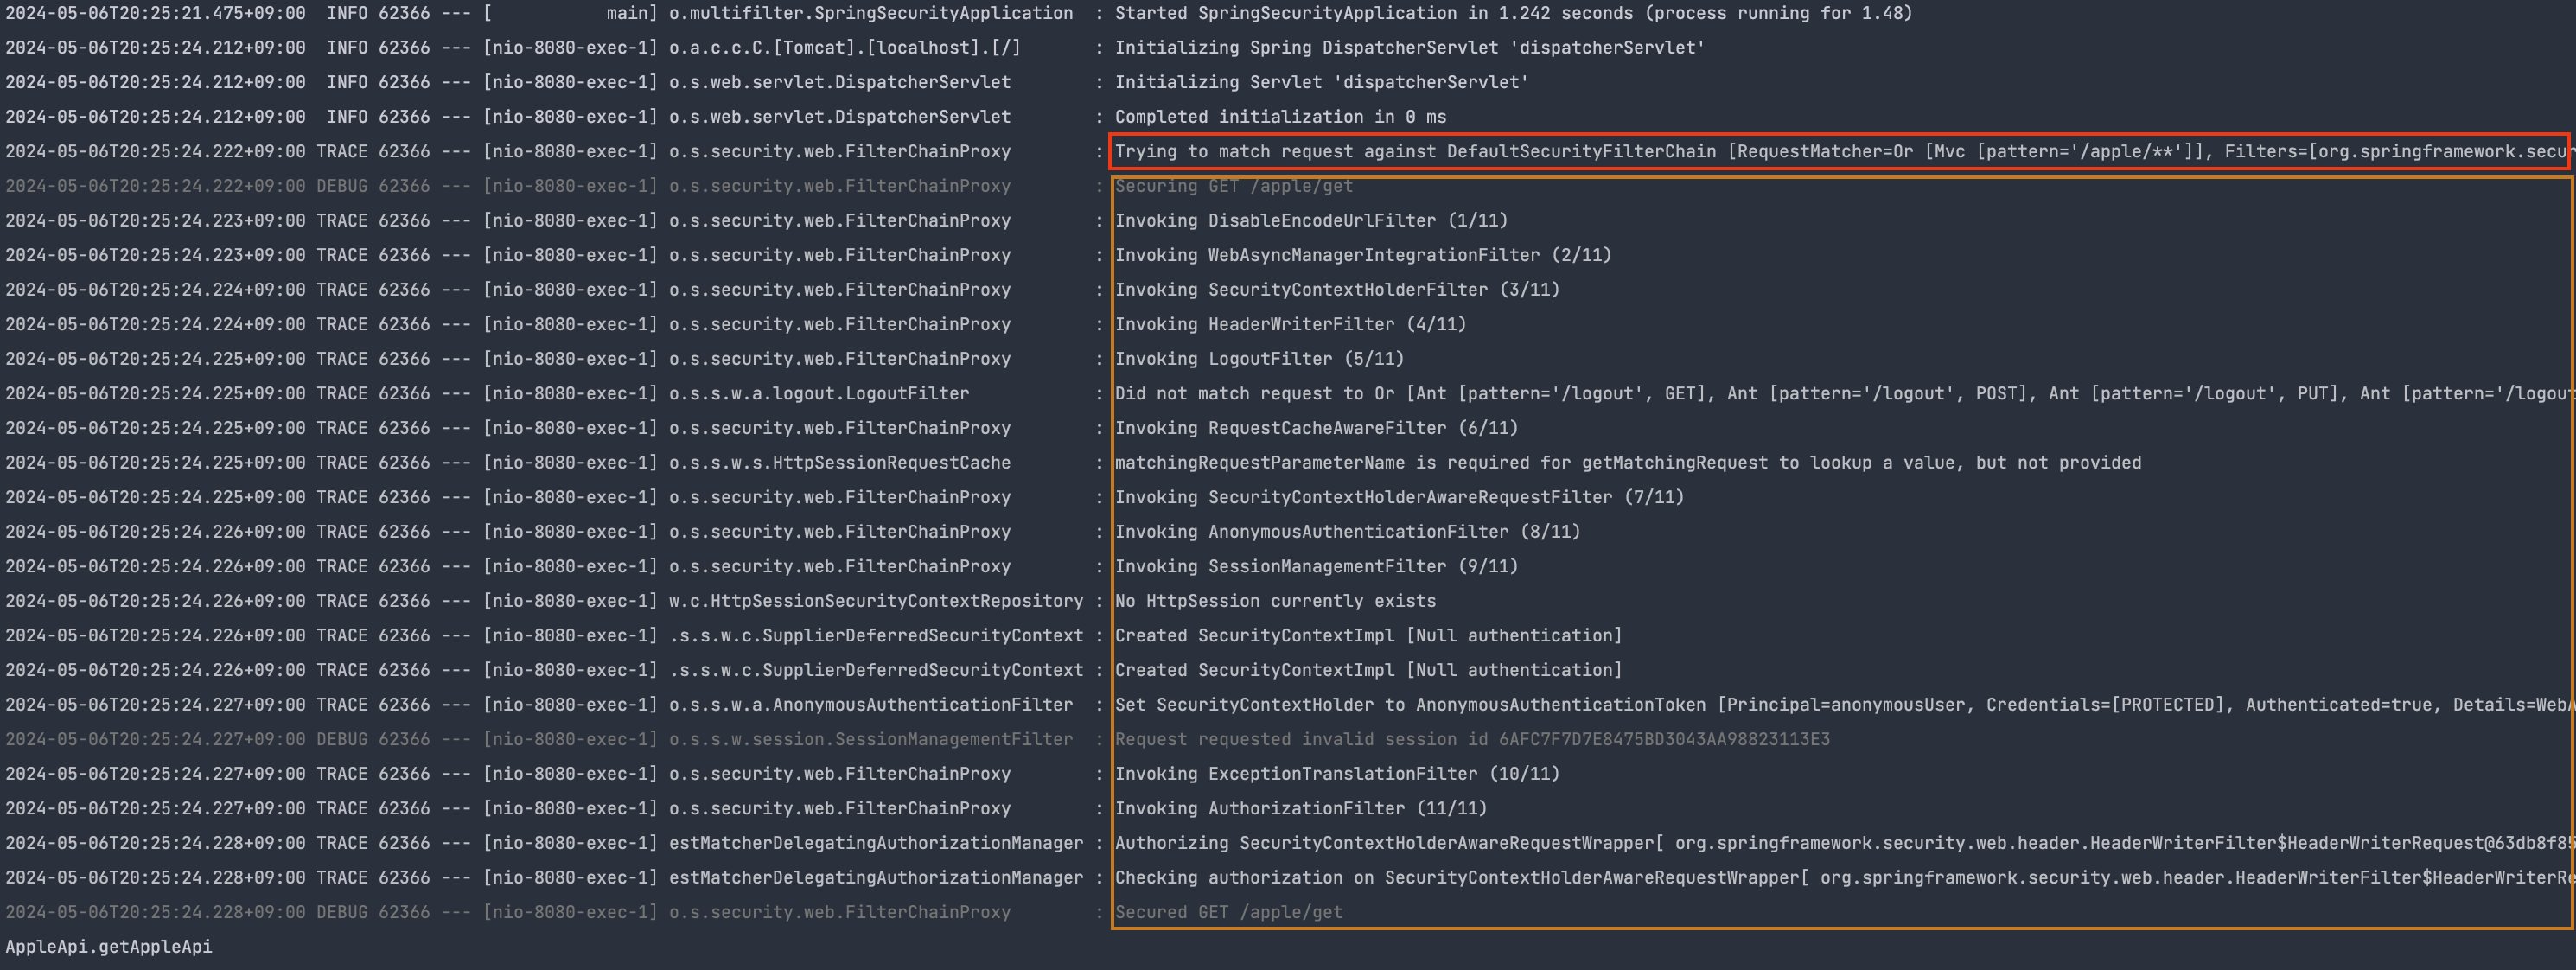 2024-05-06T20:25:21.475+09:00  INFO 62366 --- [           main] o.multifilter.SpringSecurityApplication  : Started SpringSecurityApplication in 1.242 seconds (process running for 1.48)
2024-05-06T20:25:24.212+09:00  INFO 62366 --- [nio-8080-exec-1] o.a.c.c.C.[Tomcat].[localhost].[/]       : Initializing Spring DispatcherServlet 'dispatcherServlet'
2024-05-06T20:25:24.212+09:00  INFO 62366 --- [nio-8080-exec-1] o.s.web.servlet.DispatcherServlet        : Initializing Servlet 'dispatcherServlet'
2024-05-06T20:25:24.212+09:00  INFO 62366 --- [nio-8080-exec-1] o.s.web.servlet.DispatcherServlet        : Completed initialization in 0 ms
2024-05-06T20:25:24.222+09:00 TRACE 62366 --- [nio-8080-exec-1] o.s.security.web.FilterChainProxy        : Trying to match request against DefaultSecurityFilterChain [RequestMatcher=Or [Mvc [pattern='/apple/**']], Filters=[org.springframework.secur
2024-05-06T20:25:24.222+09:00 DEBUG 62366 --- [nio-8080-exec-1] o.s.security.web.FilterChainProxy        : Securing GET /apple/get
2024-05-06T20:25:24.223+09:00 TRACE 62366 --- [nio-8080-exec-1] o.s.security.web.FilterChainProxy        : Invoking DisableEncodeUrlFilter (1/11)
2024-05-06T20:25:24.223+09:00 TRACE 62366 --- [nio-8080-exec-1] o.s.security.web.FilterChainProxy        : Invoking WebAsyncManagerIntegrationFilter (2/11)
2024-05-06T20:25:24.224+09:00 TRACE 62366 --- [nio-8080-exec-1] o.s.security.web.FilterChainProxy        : Invoking SecurityContextHolderFilter (3/11)
2024-05-06T20:25:24.224+09:00 TRACE 62366 --- [nio-8080-exec-1] o.s.security.web.FilterChainProxy        : Invoking HeaderWriterFilter (4/11)
2024-05-06T20:25:24.225+09:00 TRACE 62366 --- [nio-8080-exec-1] o.s.security.web.FilterChainProxy        : Invoking LogoutFilter (5/11)
2024-05-06T20:25:24.225+09:00 TRACE 62366 --- [nio-8080-exec-1] o.s.s.w.a.logout.LogoutFilter            : Did not match request to Or [Ant [pattern='/logout', GET], Ant [pattern='/logout', POST], Ant [pattern='/logout', PUT], Ant [pattern='/logout
2024-05-06T20:25:24.225+09:00 TRACE 62366 --- [nio-8080-exec-1] o.s.security.web.FilterChainProxy        : Invoking RequestCacheAwareFilter (6/11)
2024-05-06T20:25:24.225+09:00 TRACE 62366 --- [nio-8080-exec-1] o.s.s.w.s.HttpSessionRequestCache        : matchingRequestParameterName is required for getMatchingRequest to lookup a value, but not provided
2024-05-06T20:25:24.225+09:00 TRACE 62366 --- [nio-8080-exec-1] o.s.security.web.FilterChainProxy        : Invoking SecurityContextHolderAwareRequestFilter (7/11)
2024-05-06T20:25:24.226+09:00 TRACE 62366 --- [nio-8080-exec-1] o.s.security.web.FilterChainProxy        : Invoking AnonymousAuthenticationFilter (8/11)
2024-05-06T20:25:24.226+09:00 TRACE 62366 --- [nio-8080-exec-1] o.s.security.web.FilterChainProxy        : Invoking SessionManagementFilter (9/11)
2024-05-06T20:25:24.226+09:00 TRACE 62366 --- [nio-8080-exec-1] w.c.HttpSessionSecurityContextRepository : No HttpSession currently exists
2024-05-06T20:25:24.226+09:00 TRACE 62366 --- [nio-8080-exec-1] .s.s.w.c.SupplierDeferredSecurityContext : Created SecurityContextImpl [Null authentication]
2024-05-06T20:25:24.226+09:00 TRACE 62366 --- [nio-8080-exec-1] .s.s.w.c.SupplierDeferredSecurityContext : Created SecurityContextImpl [Null authentication]
2024-05-06T20:25:24.227+09:00 TRACE 62366 --- [nio-8080-exec-1] o.s.s.w.a.AnonymousAuthenticationFilter  : Set SecurityContextHolder to AnonymousAuthenticationToken [Principal=anonymousUser, Credentials=[PROTECTED], Authenticated=true, Details=WebA
2024-05-06T20:25:24.227+09:00 DEBUG 62366 --- [nio-8080-exec-1] o.s.s.w.session.SessionManagementFilter  : Request requested invalid session id 6AFC7F7D7E8475BD3043AA98823113E3
2024-05-06T20:25:24.227+09:00 TRACE 62366 --- [nio-8080-exec-1] o.s.security.web.FilterChainProxy        : Invoking ExceptionTranslationFilter (10/11)
2024-05-06T20:25:24.227+09:00 TRACE 62366 --- [nio-8080-exec-1] o.s.security.web.FilterChainProxy        : Invoking AuthorizationFilter (11/11)
2024-05-06T20:25:24.228+09:00 TRACE 62366 --- [nio-8080-exec-1] estMatcherDelegatingAuthorizationManager : Authorizing SecurityContextHolderAwareRequestWrapper[ org.springframework.security.web.header.HeaderWriterFilter$HeaderWriterRequest@63db8f85
2024-05-06T20:25:24.228+09:00 TRACE 62366 --- [nio-8080-exec-1] estMatcherDelegatingAuthorizationManager : Checking authorization on SecurityContextHolderAwareRequestWrapper[ org.springframework.security.web.header.HeaderWriterFilter$HeaderWriterRe
2024-05-06T20:25:24.228+09:00 DEBUG 62366 --- [nio-8080-exec-1] o.s.security.web.FilterChainProxy        : Secured GET /apple/get
AppleApi.getAppleApi